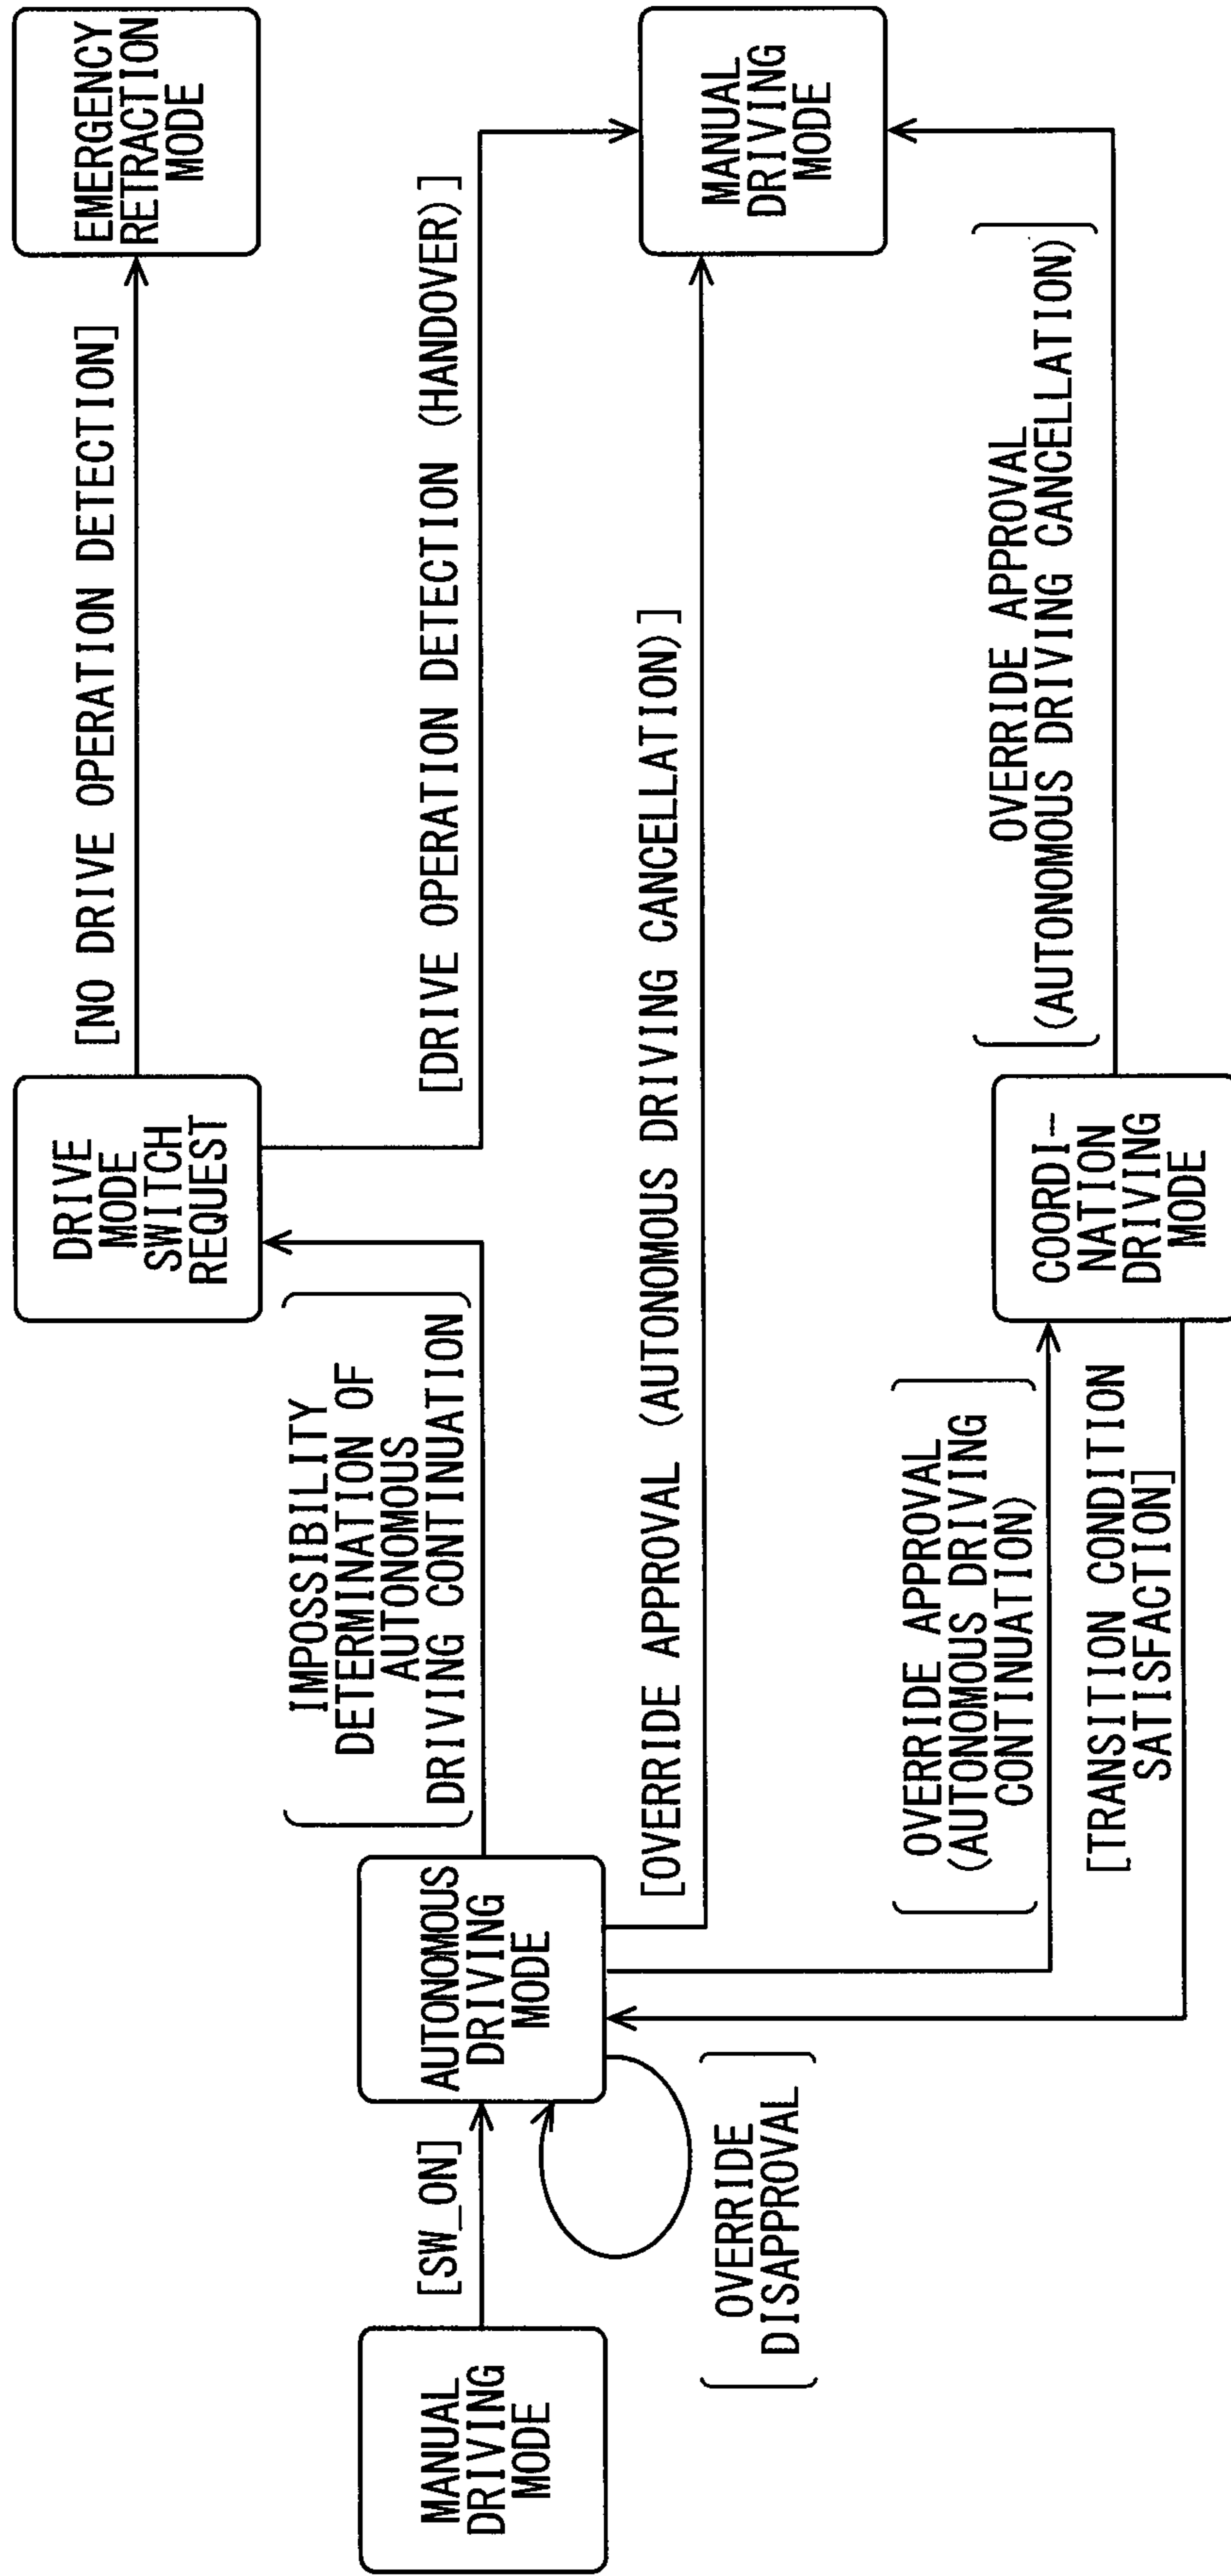 MANUAL
DRIVING
MODE
[SW_ON]
AUTONOMOUS
DRIVING
MODE
OVERRIDE
DISAPPROVAL
IMPOSSIBILITY
DETERMINATION OF
AUTONOMOUS
DRIVING CONTINUATION
DRIVE
MODE
SWITCH
REQUEST
[NO DRIVE OPERATION DETECTION]
EMERGENCY
RETRACTION
MODE
[DRIVE OPERATION DETECTION (HANDOVER)]
[OVERRIDE APPROVAL (AUTONOMOUS DRIVING CANCELLATION)]
MANUAL
DRIVING
MODE
OVERRIDE APPROVAL
(AUTONOMOUS DRIVING
CONTINUATION)
[TRANSITION CONDITION
SATISFACTION]
COORDI-
NATION
DRIVING
MODE
OVERRIDE APPROVAL
(AUTONOMOUS DRIVING CANCELLATION)